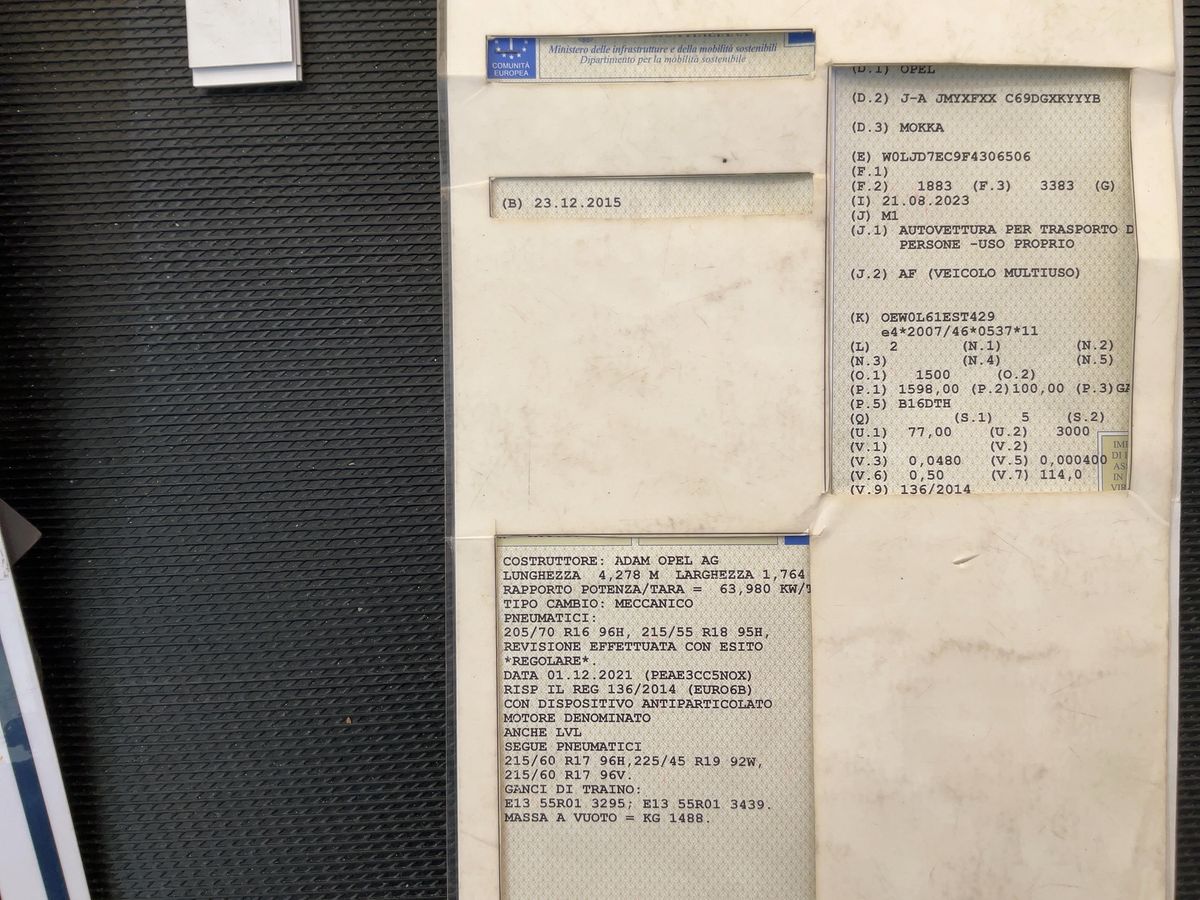 COMUNITÀ
EUROPEA
Ministero delle infrastrutture e della mobilità sostenibili
Dipartimento per la mobilità sostenibile
(B) 23.12.2015
(D.1) OPEL
(D.2) J-A JMYXFXX C69DGXKYYYB
(D.3) MOKKA
(E) W0LJD7EC9F4306506
(F.1)
(F.2) 1883 (F.3) 3383 (G)
(I) 21.08.2023
(J) M1
(J.1) AUTOVETTURA PER TRASPORTO D
PERSONE -USO PROPRIO
(J.2) AF (VEICOLO MULTIUSO)
(K) OEW0L61EST429
e4*2007/46*0537*11
(L) 2 (N.1) (N.2)
(N.3) (N.4) (N.5)
(O.1) 1500 (O.2)
(P.1) 1598,00 (P.2)100,00 (P.3)GA
(P.5) B16DTH
(Q) (S.1) 5 (S.2)
(U.1) 77,00 (U.2) 3000
(V.1) (V.2)
(V.3) 0,0480 (V.5) 0,000400
(V.6) 0,50 (V.7) 114,0
(V.9) 136/2014
COSTRUTTORE: ADAM OPEL AG
LUNGHEZZA 4,278 M LARGHEZZA 1,764
RAPPORTO POTENZA/TARA = 63,980 KW/T
TIPO CAMBIO: MECCANICO
PNEUMATICI:
205/70 R16 96H, 215/55 R18 95H,
REVISIONE EFFETTUATA CON ESITO
*REGOLARE*.
DATA 01.12.2021 (PEAE3CC5NOX)
RISP IL REG 136/2014 (EURO6B)
CON DISPOSITIVO ANTIPARTICOLATO
MOTORE DENOMINATO
ANCHE LVL
SEGUE PNEUMATICI
215/60 R17 96H,225/45 R19 92W,
215/60 R17 96V.
GANCI DI TRAINO:
E13 55R01 3295; E13 55R01 3439.
MASSA A VUOTO = KG 1488.